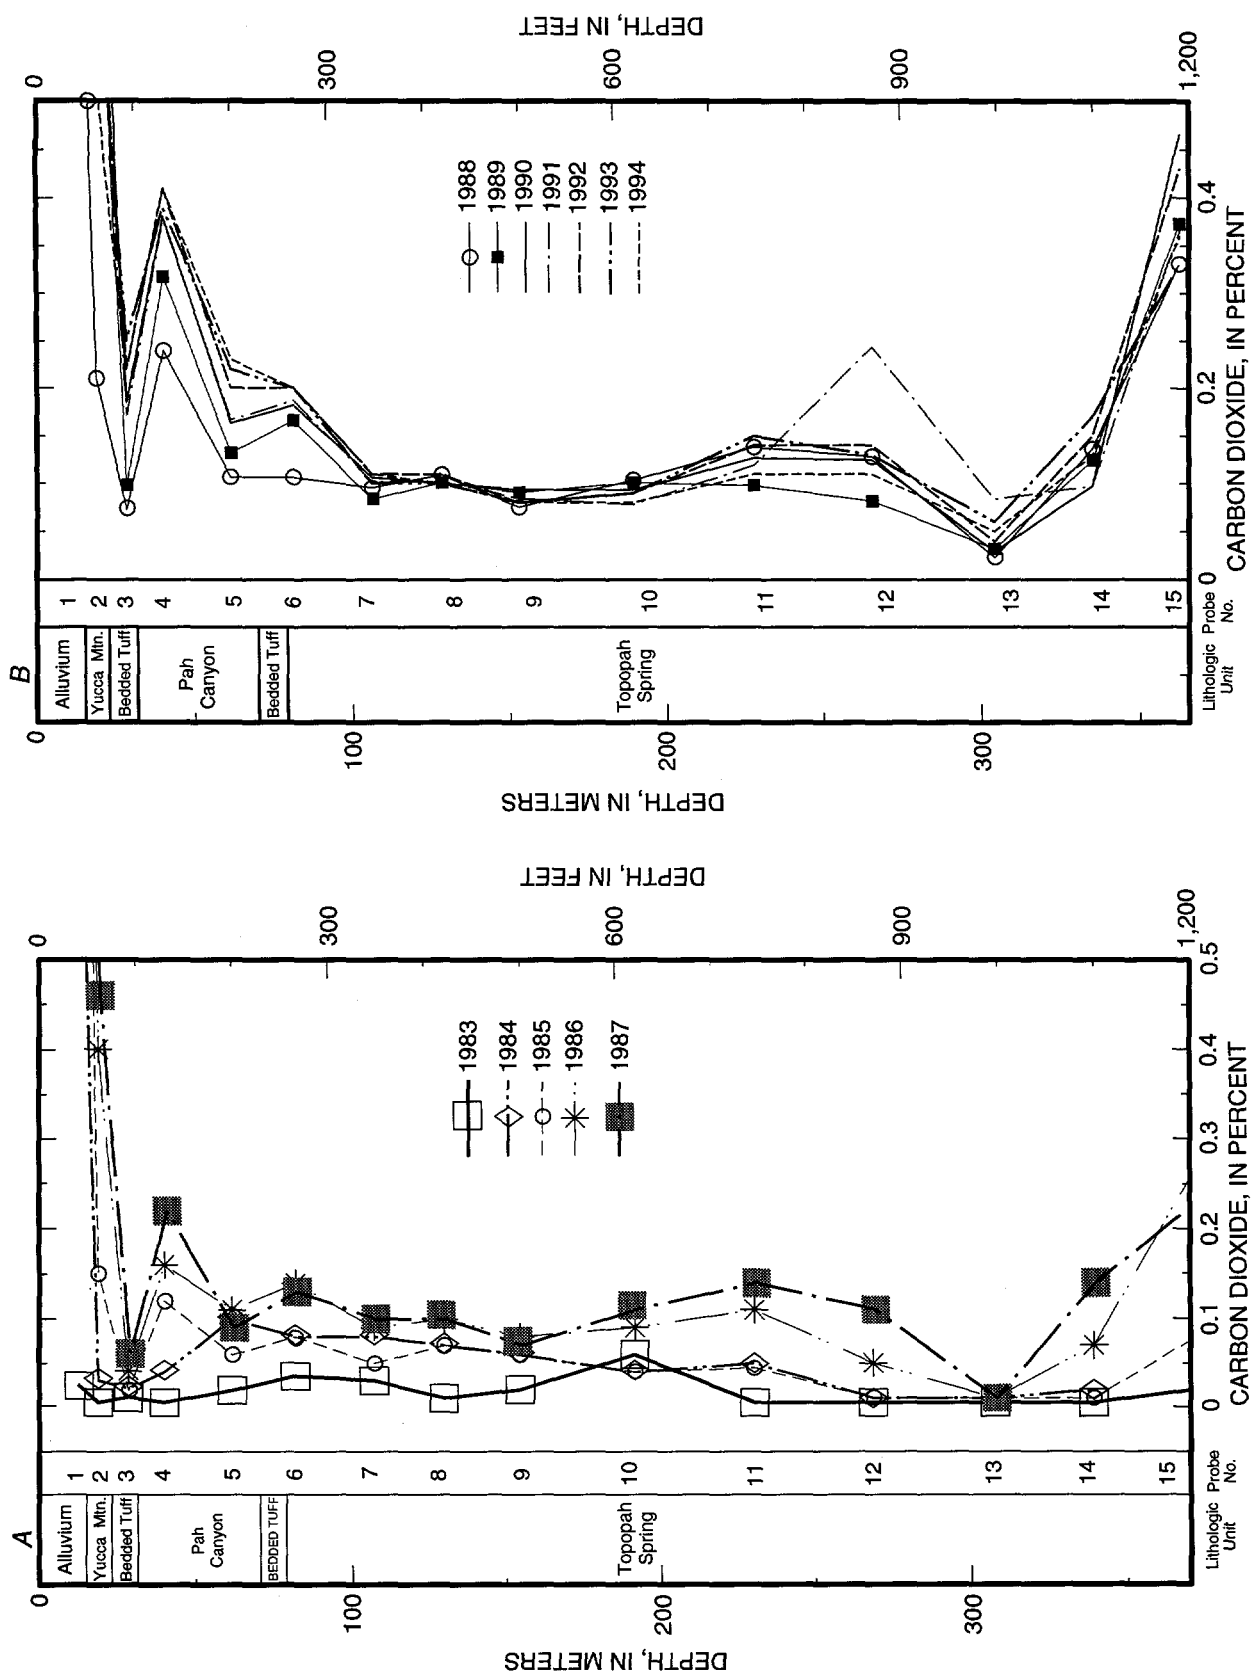 A
DEPTH, IN METERS
0
100
200
300
Lithologic Unit
Alluvium
Yucca Mtn.
Bedded Tuff
Pah
Canyon
BEDDED TUFF
Topopah
Spring
Probe No.
1
2
3
4
5
6
7
8
9
10
11
12
13
14
15
1983
1984
1985
1986
1987
0
0.1
0.2
0.3
0.4
0.5
CARBON DIOXIDE, IN PERCENT
0
300
600
900
1,200
DEPTH, IN FEET
B
DEPTH, IN METERS
0
100
200
300
Lithologic Unit
Alluvium
Yucca Mtn.
Bedded Tuff
Pah
Canyon
Bedded Tuff
Topopah
Spring
Probe No.
1
2
3
4
5
6
7
8
9
10
11
12
13
14
15
1988
1989
1990
1991
1992
1993
1994
0
0.2
0.4
CARBON DIOXIDE, IN PERCENT
0
300
600
900
1,200
DEPTH, IN FEET